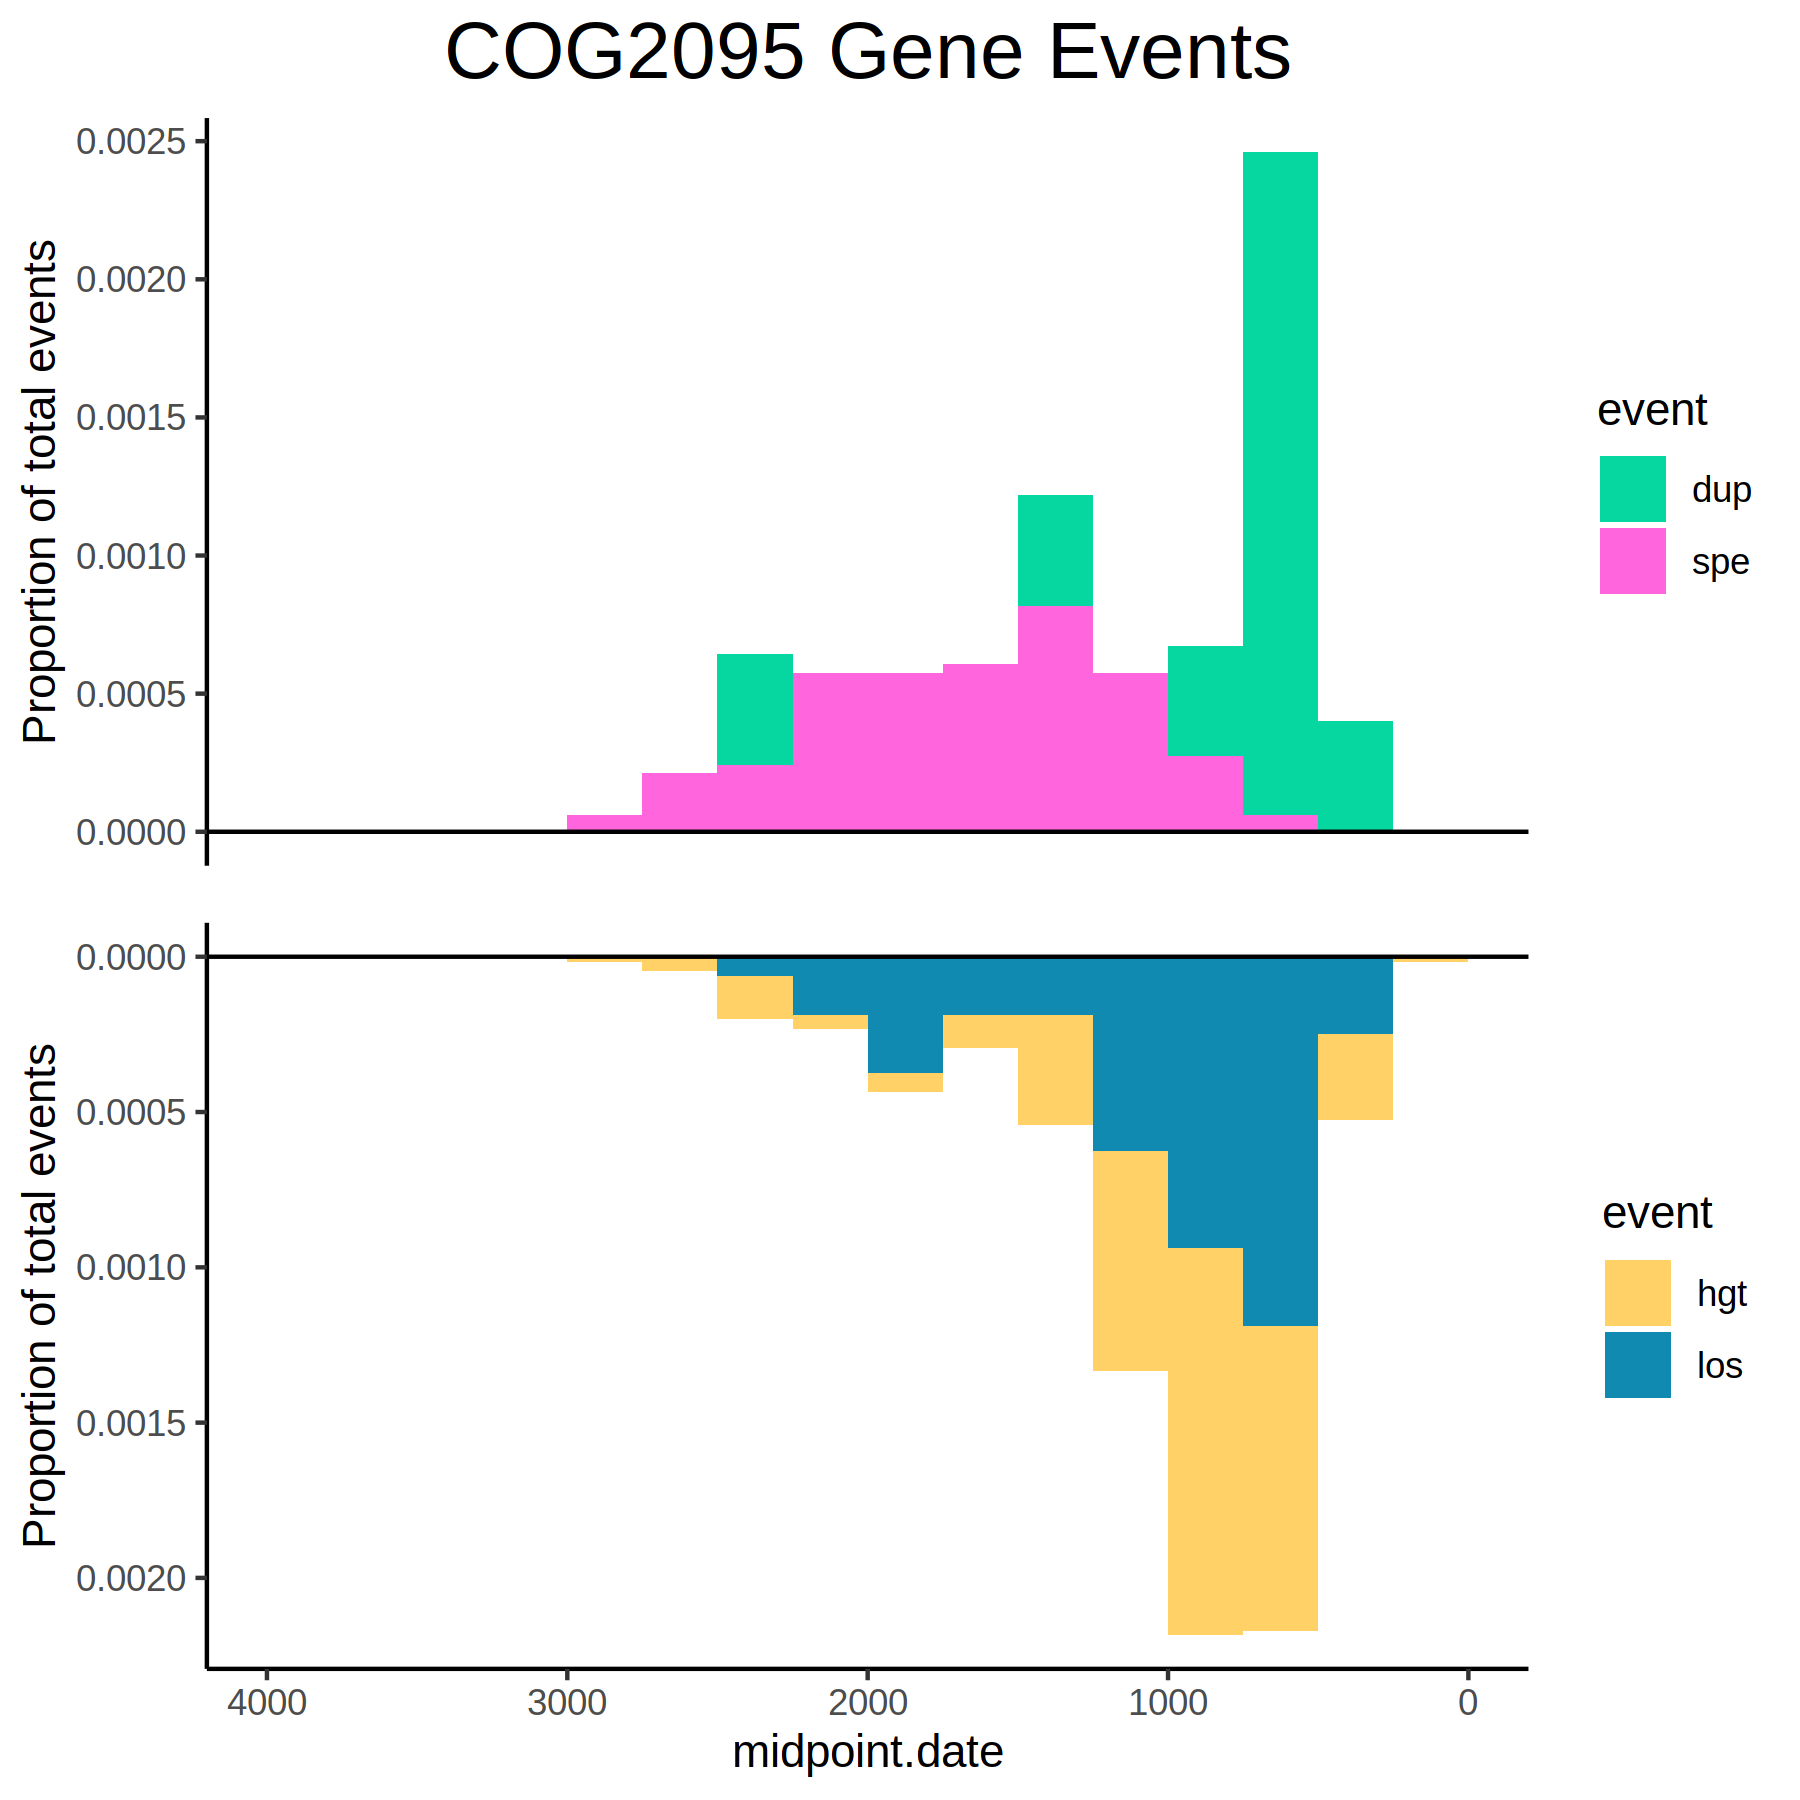 COG2095 Gene Events
Proportion of total events
0.0025
0.0020
0.0015
0.0010
0.0005
0.0000
event
dup
spe
Proportion of total events
0.0000
0.0005
0.0010
0.0015
0.0020
event
hgt
los
4000 3000 2000 1000 0
midpoint.date